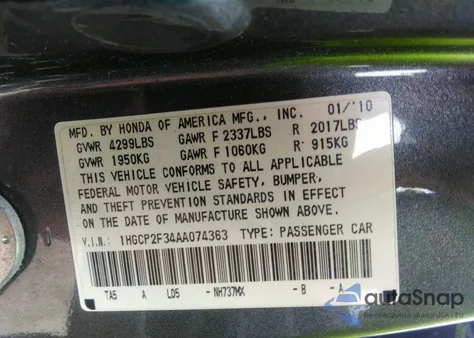 MFD. BY HONDA OF AMERICA MFG., INC. 01/'10
GVWR 4299LBS GAWR F 2337LBS R 2017LBS
GVWR 1950KG GAWR F 1060KG R 915KG
THIS VEHICLE CONFORMS TO ALL APPLICABLE
FEDERAL MOTOR VEHICLE SAFETY, BUMPER,
AND THEFT PREVENTION STANDARDS IN EFFECT
ON THE DATE OF MANUFACTURE SHOWN ABOVE.
V.I.N.: 1HGCP2F34AA074363 TYPE: PASSENGER CAR
TA5 A LD5 -NH737MX -B -A
autoSnap